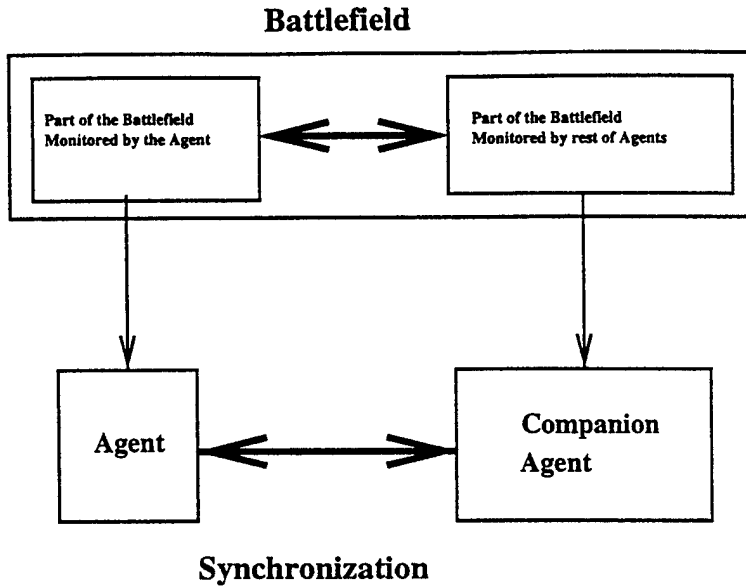 Battlefield
Part of the Battlefield
Monitored by the Agent
Part of the Battlefield
Monitored by rest of Agents
Agent
Companion
Agent
Synchronization